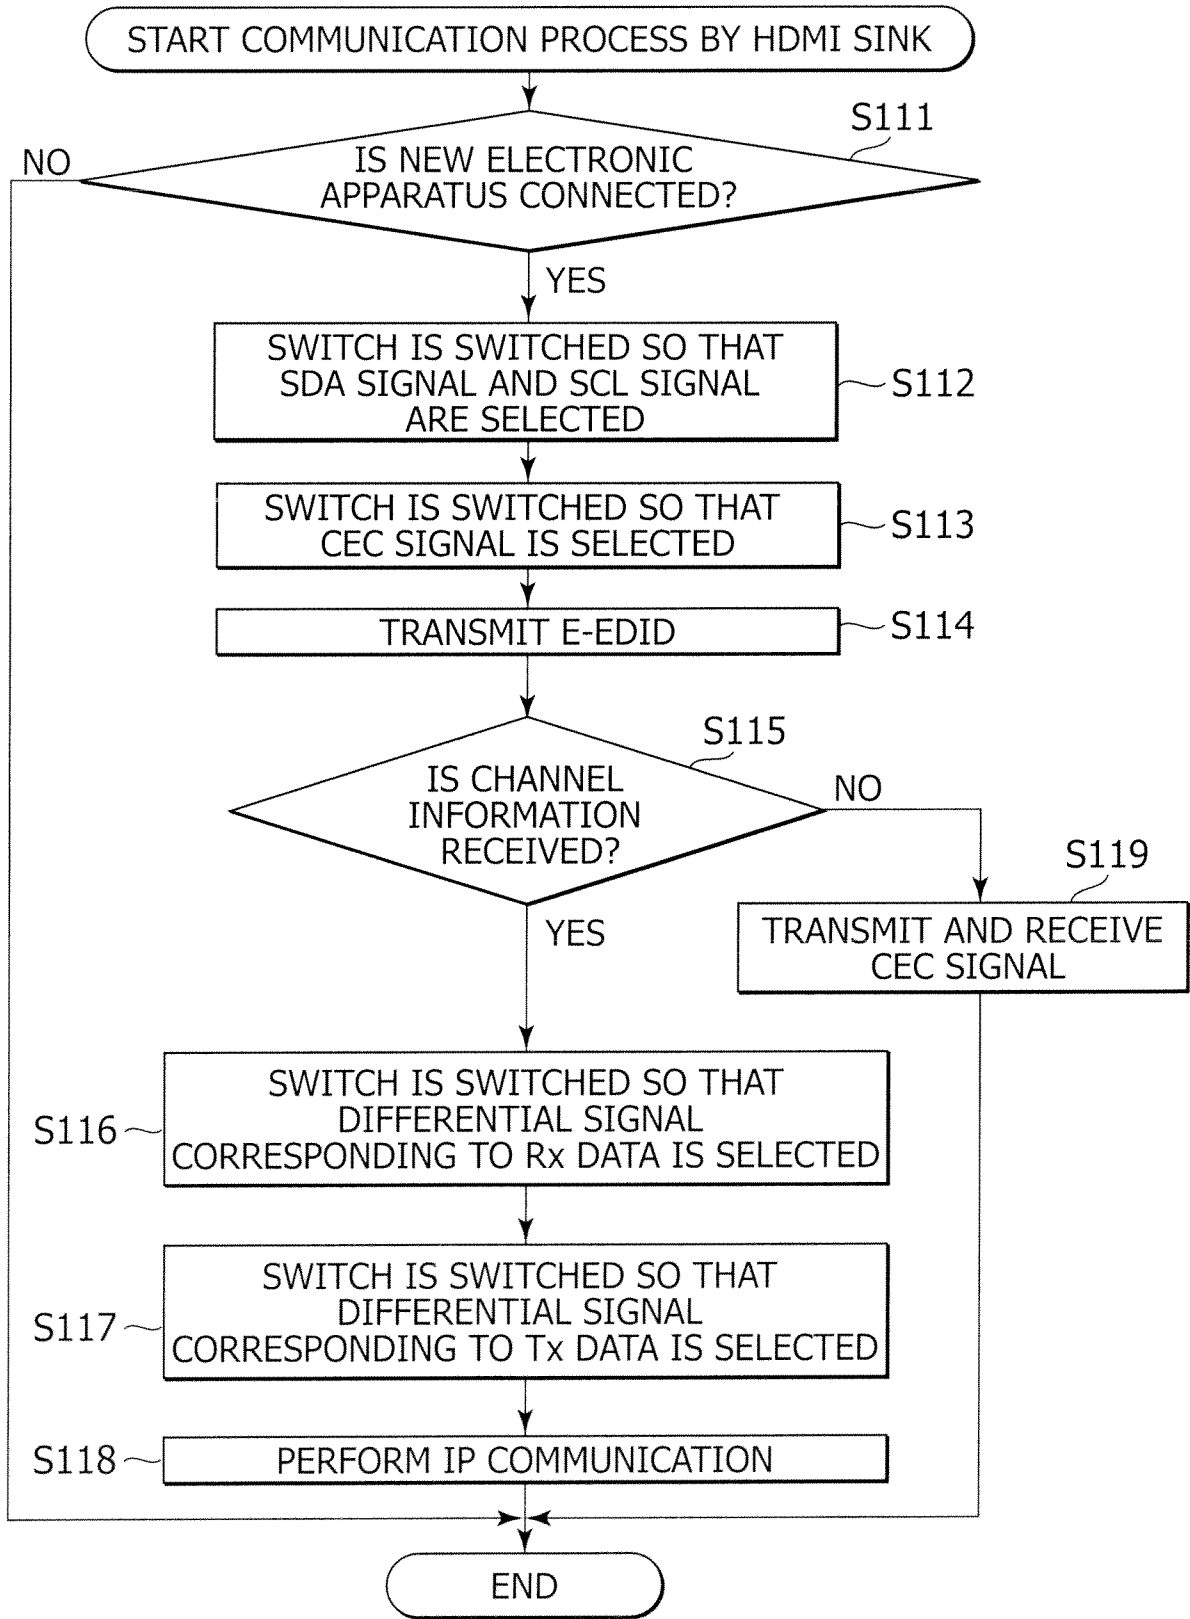 START COMMUNICATION PROCESS BY HDMI SINK
S111
NO
IS NEW ELECTRONIC
APPARATUS CONNECTED?
YES
SWITCH IS SWITCHED SO THAT
SDA SIGNAL AND SCL SIGNAL
ARE SELECTED
S112
SWITCH IS SWITCHED SO THAT
CEC SIGNAL IS SELECTED
S113
TRANSMIT E-EDID
S114
S115
IS CHANNEL
INFORMATION
RECEIVED?
NO
YES
S119
TRANSMIT AND RECEIVE
CEC SIGNAL
S116
SWITCH IS SWITCHED SO THAT
DIFFERENTIAL SIGNAL
CORRESPONDING TO Rx DATA IS SELECTED
S117
SWITCH IS SWITCHED SO THAT
DIFFERENTIAL SIGNAL
CORRESPONDING TO Tx DATA IS SELECTED
S118
PERFORM IP COMMUNICATION
END